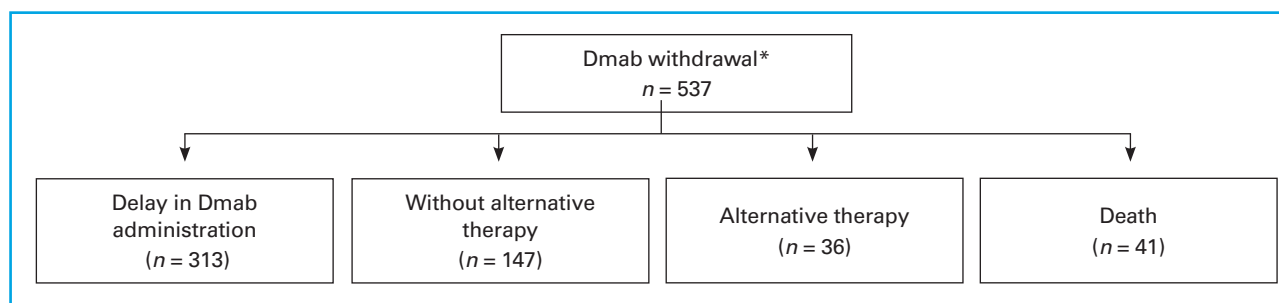 Dmab withdrawal*
n = 537
Delay in Dmab
administration
(n = 313)
Without alternative
therapy
(n = 147)
Alternative therapy
(n = 36)
Death
(n = 41)